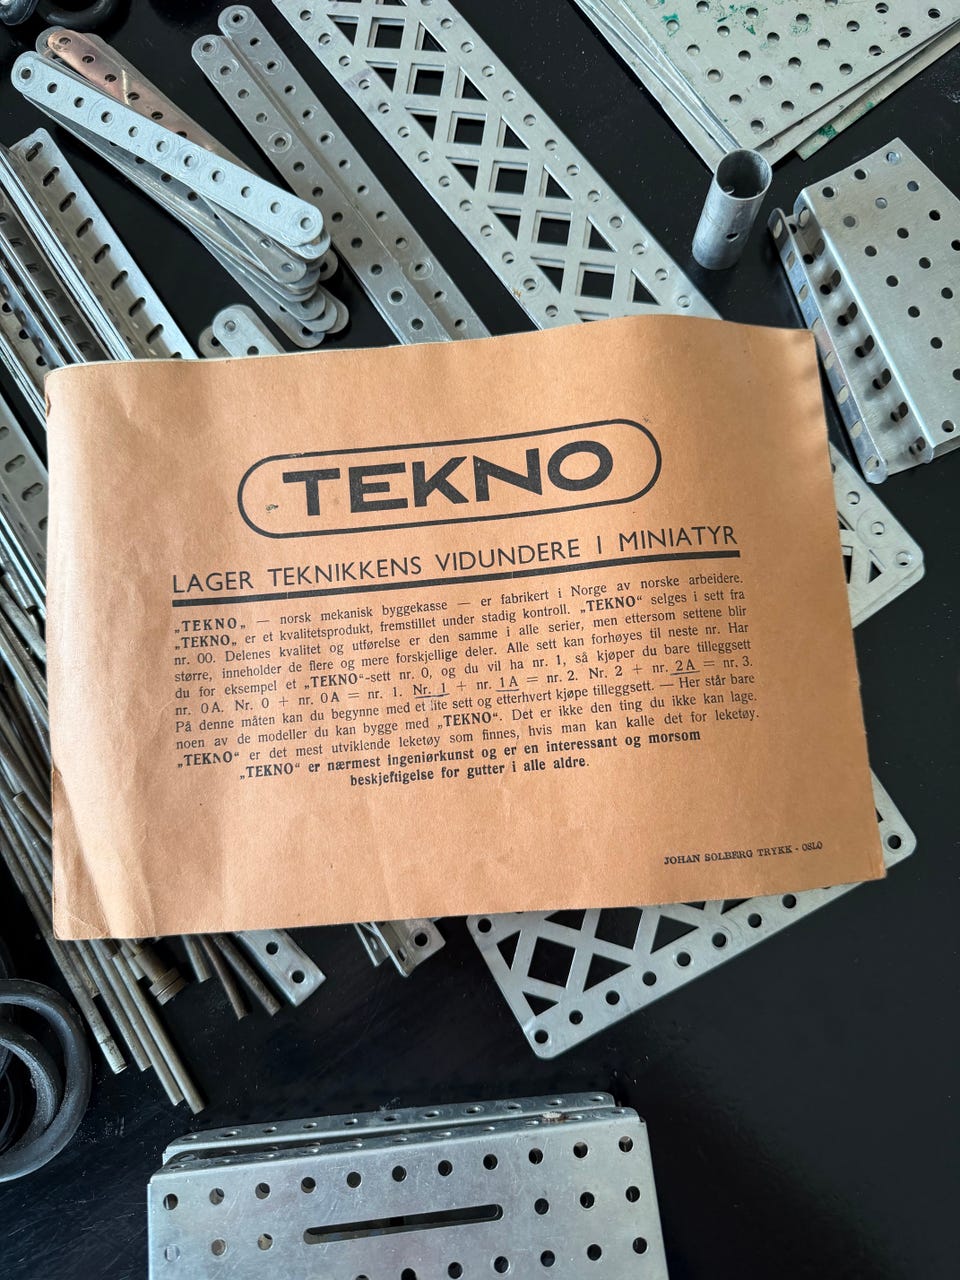 TEKNO
LAGER TEKNIKKENS VIDUNDERE I MINIATYR
„TEKNO„ — norsk mekanisk byggekasse — er fabrikert i Norge av norske arbeidere.
„TEKNO„ er et kvalitetsprodukt, fremstillet under stadig kontroll. „TEKNO“ selges i sett fra
nr. 00. Delenes kvalitet og utførelse er den samme i alle serier, men ettersom settene blir
større, inneholder de flere og mere forskjellige deler. Alle sett kan forhøyes til neste nr. Har
du for eksempel et „TEKNO“-sett nr. 0, og du vil ha nr. 1, så kjøper du bare tilleggsett
nr. 0A. Nr. 0 + nr. 0A = nr. 1. Nr. 1 + nr. 1A = nr. 2. Nr. 2 + nr. 2A = nr. 3.
På denne måten kan du begynne med et lite sett og etterhvert kjøpe tilleggsett. — Her står bare
noen av de modeller du kan bygge med „TEKNO“. Det er ikke den ting du ikke kan lage.
„TEKNO“ er det mest utviklende leketøy som finnes, hvis man kan kalle det for leketøy.
„TEKNO“ er nærmest ingeniørkunst og er en interessant og morsom
beskjeftigelse for gutter i alle aldre.
JOHAN SOLBERG TRYKK - OSLO